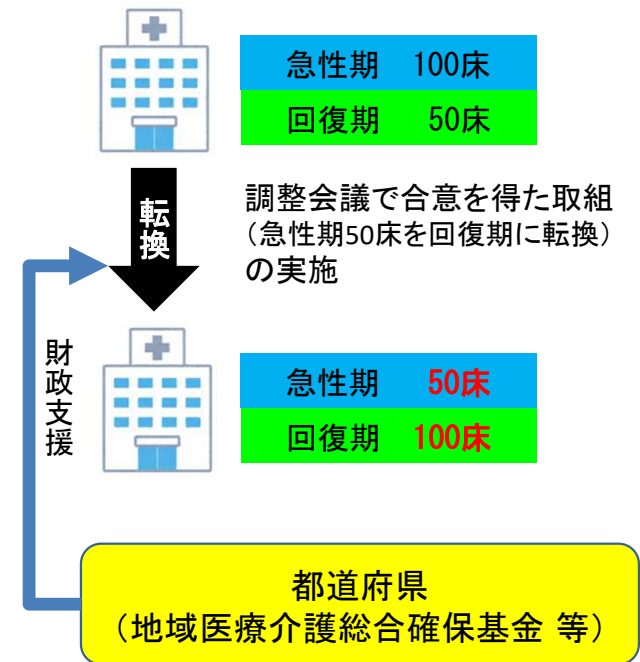 急性期　100床
回復期　50床
転換
調整会議で合意を得た取組
（急性期50床を回復期に転換）
の実施
財政支援
急性期　50床
回復期　100床
都道府県
（地域医療介護総合確保基金 等）